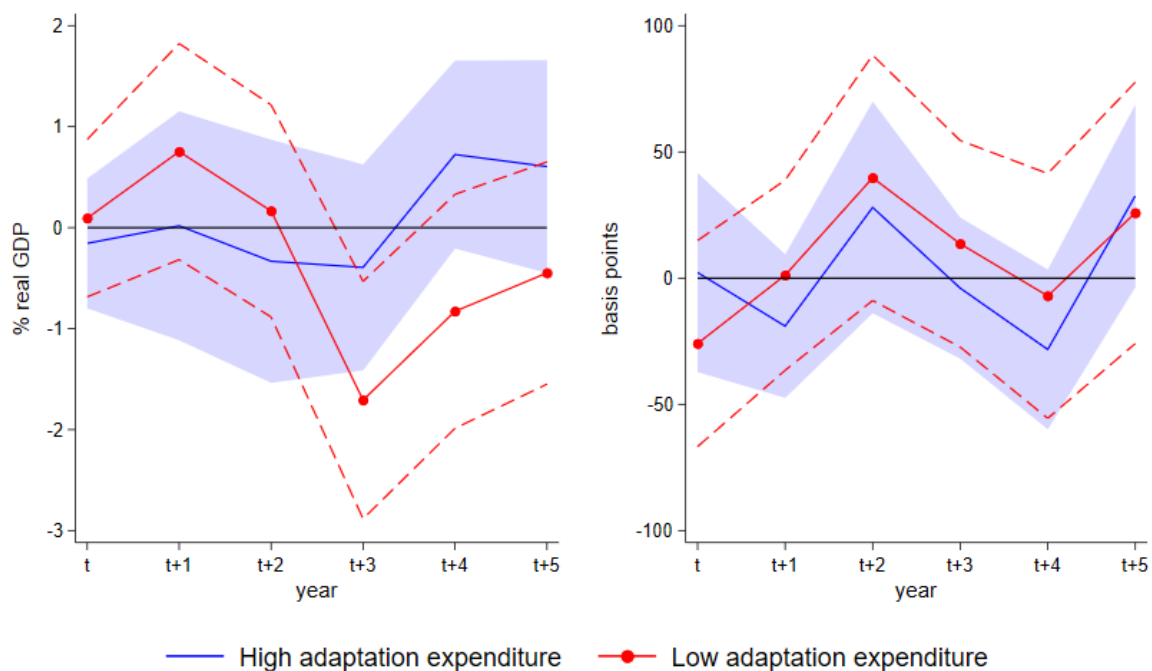 2
1
0
-1
-2
-3
% real GDP
t
t+1
t+2
t+3
t+4
t+5
year
100
50
0
-50
-100
basis points
t
t+1
t+2
t+3
t+4
t+5
year
High adaptation expenditure
Low adaptation expenditure